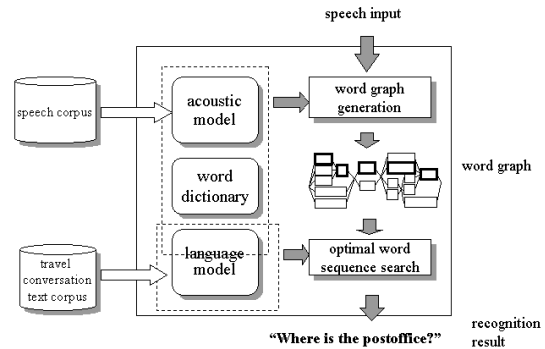 speech input
speech corpus
acoustic
model
word graph
generation
word
dictionary
word graph
travel
conversation
text corpus
language
model
optimal word
sequence search
“Where is the postoffice?”
recognition
result